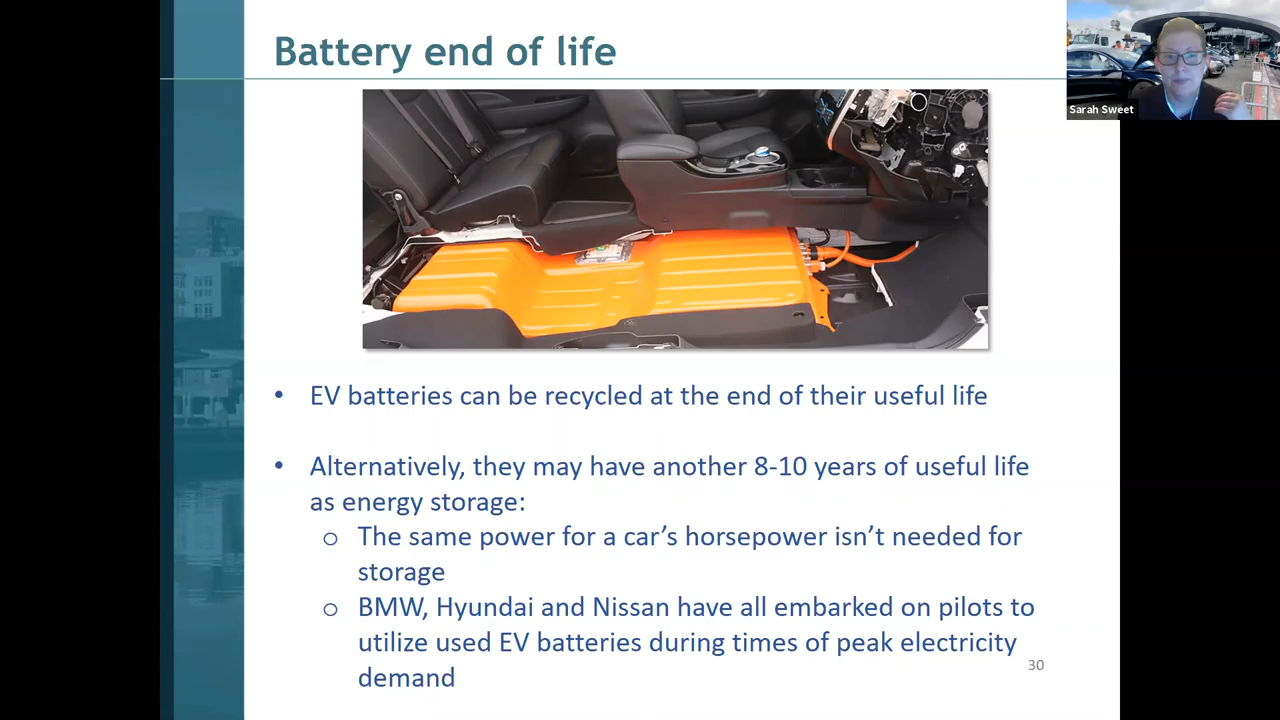 Battery end of life
Sarah Sweet
• EV batteries can be recycled at the end of their useful life
• Alternatively, they may have another 8-10 years of useful life
as energy storage:
o The same power for a car’s horsepower isn’t needed for
storage
o BMW, Hyundai and Nissan have all embarked on pilots to
utilize used EV batteries during times of peak electricity
demand
30